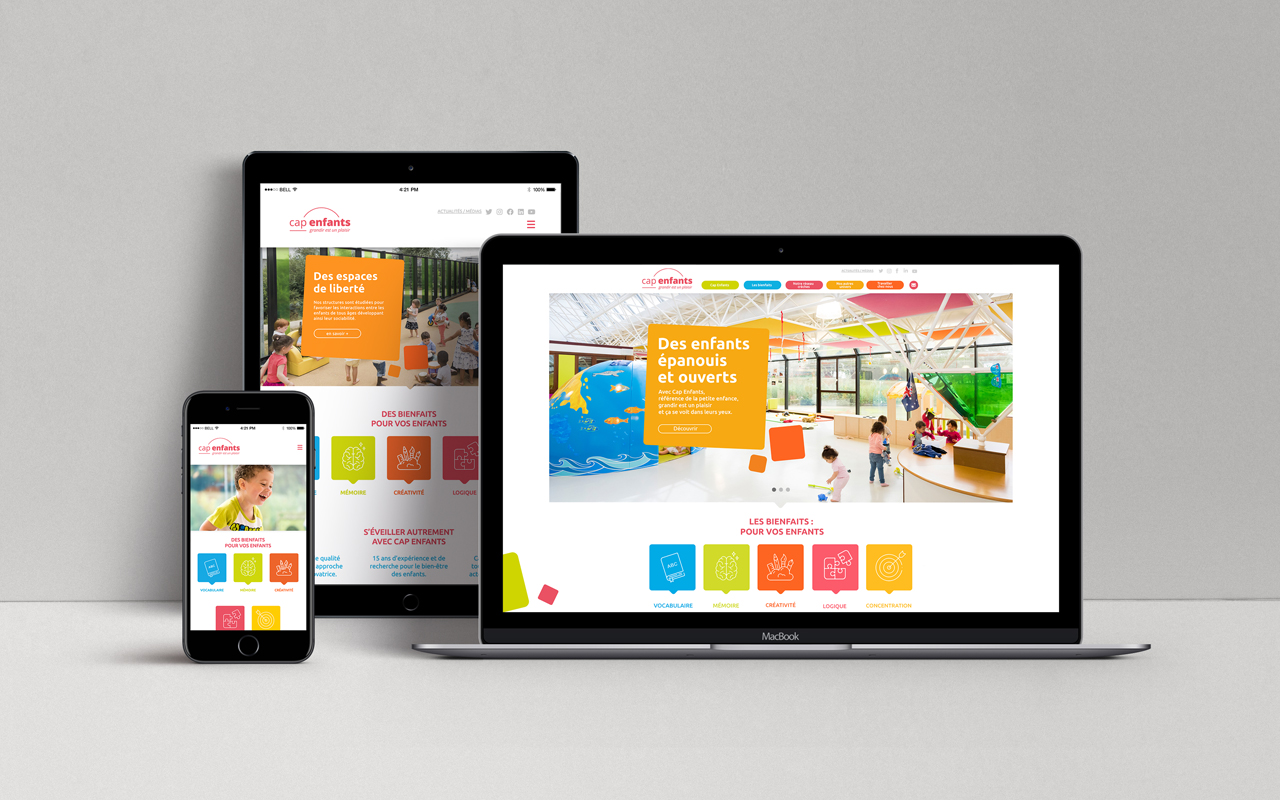 ●●●○○ BELL
4:21 PM
100%
ACTUALITÉS / MÉDIAS
cap enfants
grandir est un plaisir
Des espaces
de liberté
Nos structures sont étudiées pour
favoriser les interactions entre les
enfants de tous âges développant
ainsi leur sociabilité.
en savoir +
DES BIENFAITS
POUR VOS ENFANTS
MÉMOIRE
CRÉATIVITÉ
LOGIQUE
S'ÉVEILLER AUTREMENT
AVEC CAP ENFANTS
e qualité
approche
vatrice.
15 ans d'expérience et de
recherche pour le bien-être
des enfants.
C
to
act
BELL
4:21 PM
100%
cap enfants
grandir est un plaisir
DES BIENFAITS
POUR VOS ENFANTS
ABC
VOCABULAIRE
MÉMOIRE
CRÉATIVITÉ
ACTUALITÉS / MÉDIAS
cap enfants
grandir est un plaisir
Cap Enfants
Les bienfaits
Notre réseau
crèches
Travailler
chez nous
Des enfants
épanouis
et ouverts
Avec Cap Enfants,
référence de la petite enfance,
grandir est un plaisir
et ça se voit dans leurs yeux.
Découvrir
LES BIENFAITS :
POUR VOS ENFANTS
ABC
VOCABULAIRE
MÉMOIRE
CRÉATIVITÉ
LOGIQUE
CONCENTRATION
MacBook